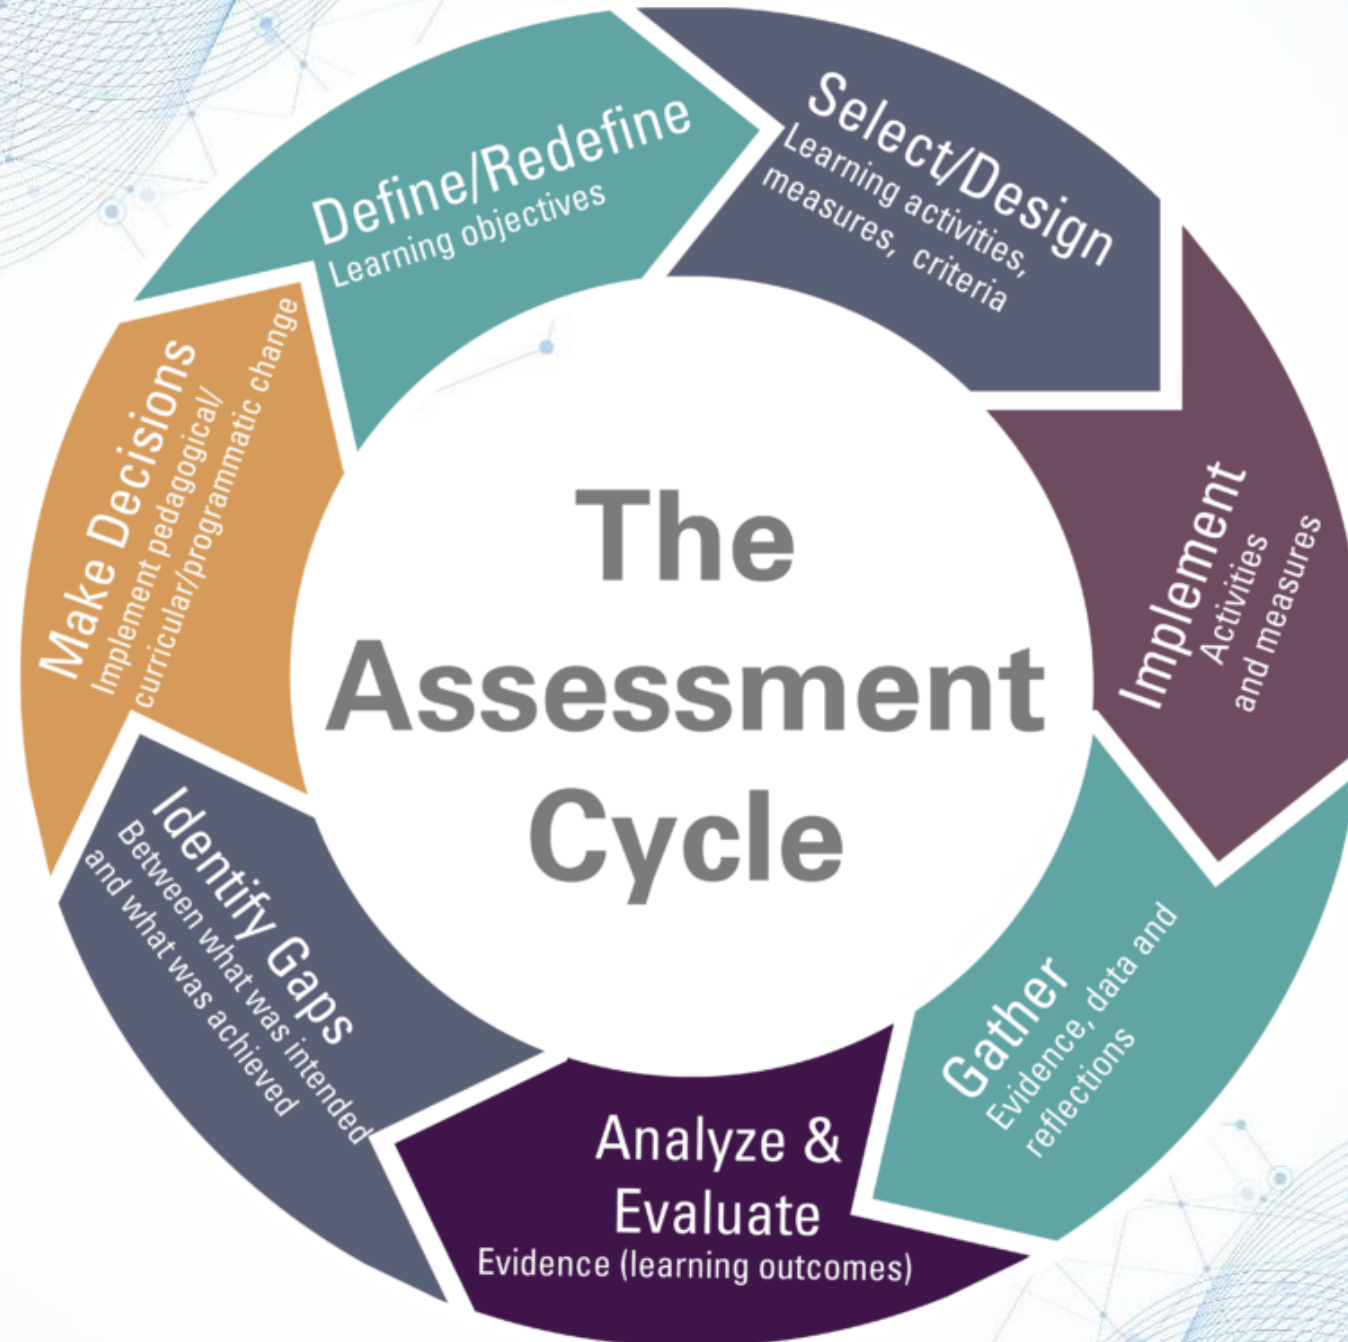 The
Assessment
Cycle
Define/Redefine
Learning objectives
Select/Design
Learning activities,
measures, criteria
Implement
Activities
and measures
Gather
Evidence, data and
reflections
Analyze &
Evaluate
Evidence (learning outcomes)
Identify Gaps
Between what was intended
and what was achieved
Make Decisions
Implement pedagogical/
curricular/programmatic change